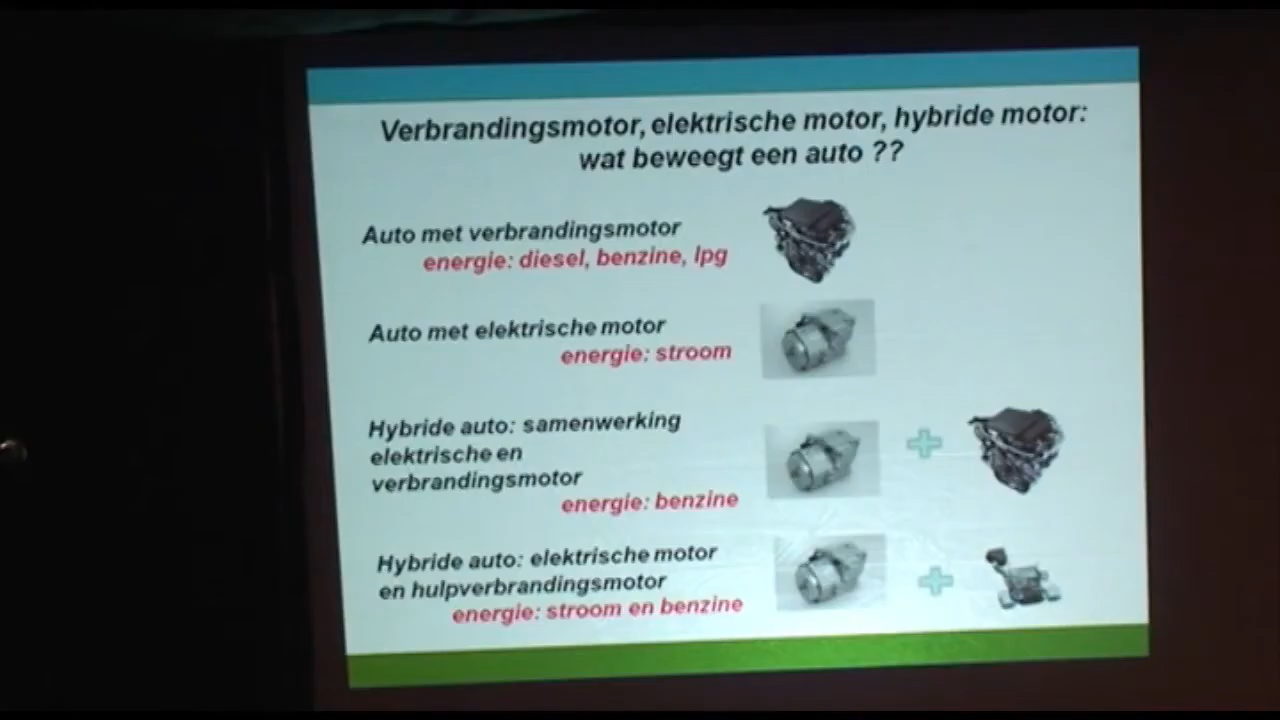 Verbrandingsmotor, elektrische motor, hybride motor:
wat beweegt een auto ??
Auto met verbrandingsmotor
energie: diesel, benzine, lpg
Auto met elektrische motor
energie: stroom
Hybride auto: samenwerking
elektrische en
verbrandingsmotor
energie: benzine
Hybride auto: elektrische motor
en hulpverbrandingsmotor
energie: stroom en benzine